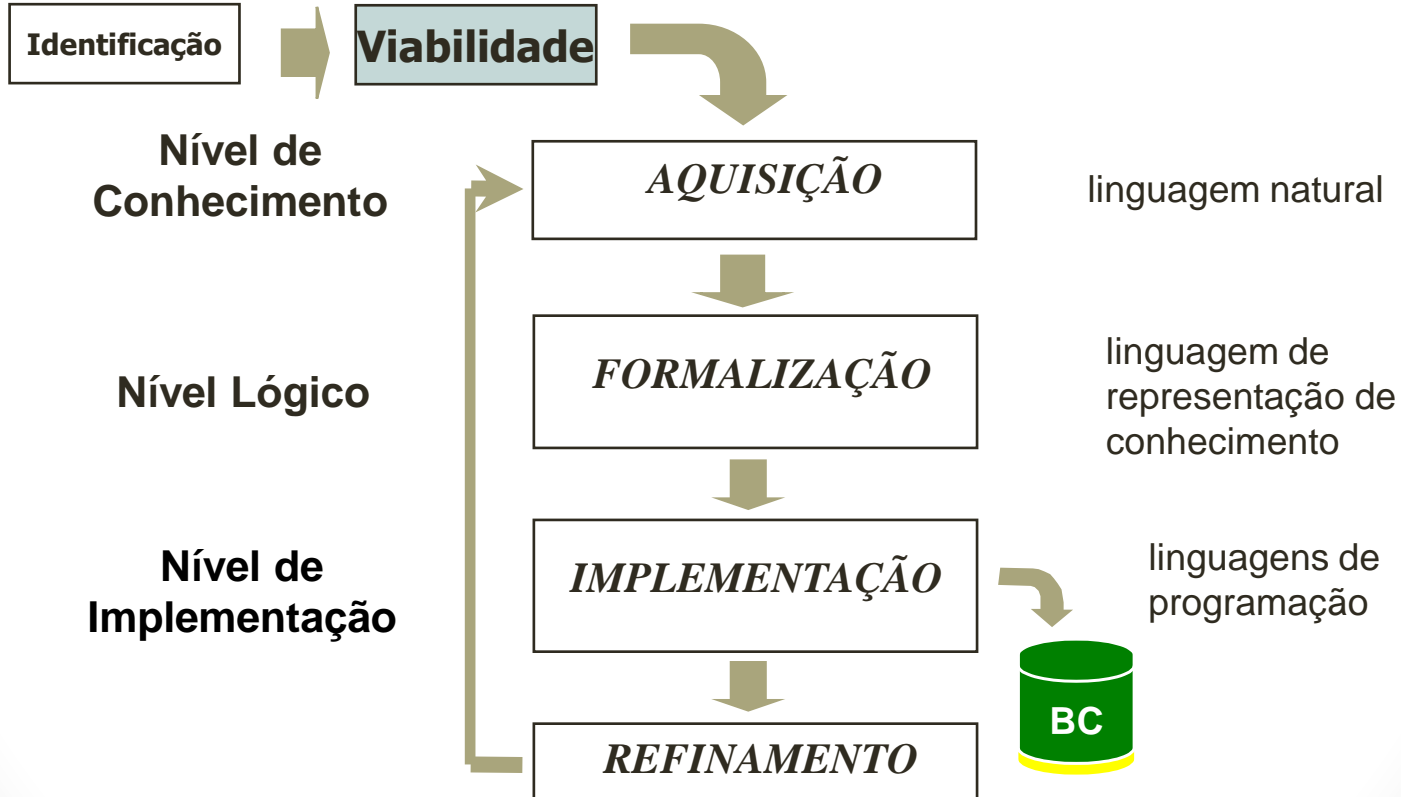 Identificação
Viabilidade
Nível de
Conhecimento
AQUISIÇÃO
linguagem natural
Nível Lógico
FORMALIZAÇÃO
linguagem de
representação de
conhecimento
Nível de
Implementação
IMPLEMENTAÇÃO
linguagens de
programação
BC
REFINAMENTO